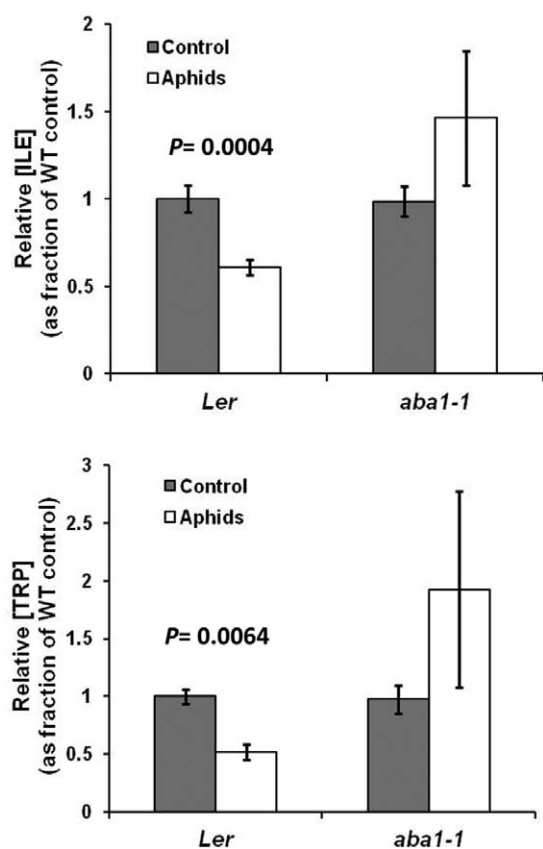 Relative [ILE]
(as fraction of WT control)
2
1.5
1
0.5
0
Control
Aphids
P= 0.0004
Ler
aba1-1
Relative [TRP]
(as fraction of WT control)
3
2.5
2
1.5
1
0.5
0
Control
Aphids
P= 0.0064
Ler
aba1-1